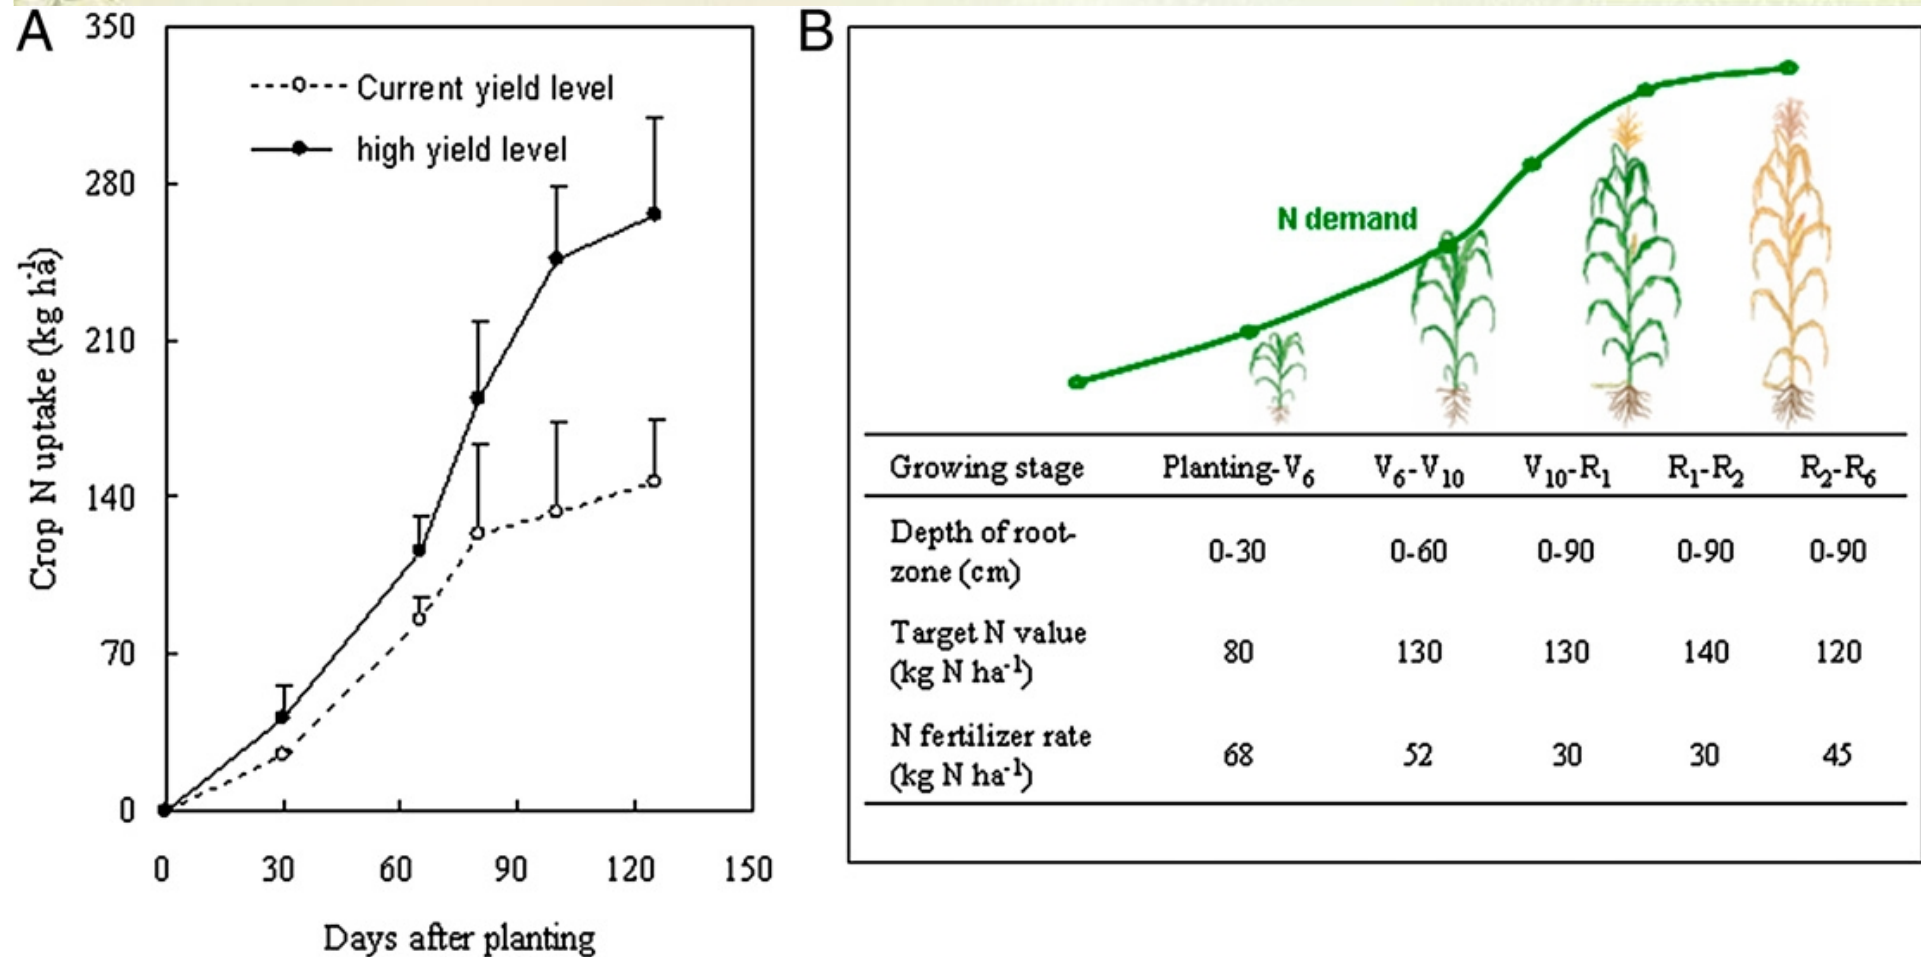 A
350
280
210
140
70
0
Crop N uptake (kg ha⁻¹)
Current yield level
high yield level
0 30 60 90 120 150
Days after planting
B
N demand
Growing stage Planting-V₆ V₆-V₁₀ V₁₀-R₁ R₁-R₂ R₂-R₆
Depth of root-
zone (cm) 0-30 0-60 0-90 0-90 0-90
Target N value
(kg N ha⁻¹) 80 130 130 140 120
N fertilizer rate
(kg N ha⁻¹) 68 52 30 30 45